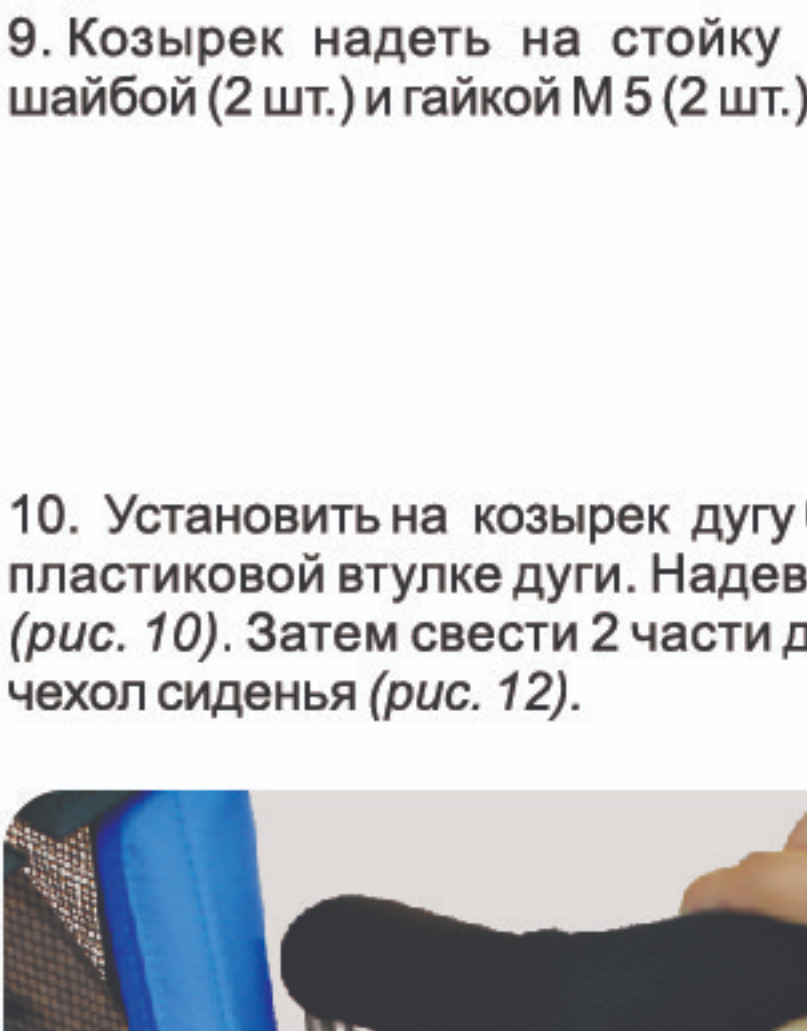 9. Козырек надеть на стойку
шайбой (2 шт.) и гайкой М 5 (2 шт.)
10. Установить на козырек дугу
пластиковой втулке дуги. Надев
(рис. 10). Затем свести 2 части д
чехол сиденья (рис. 12).